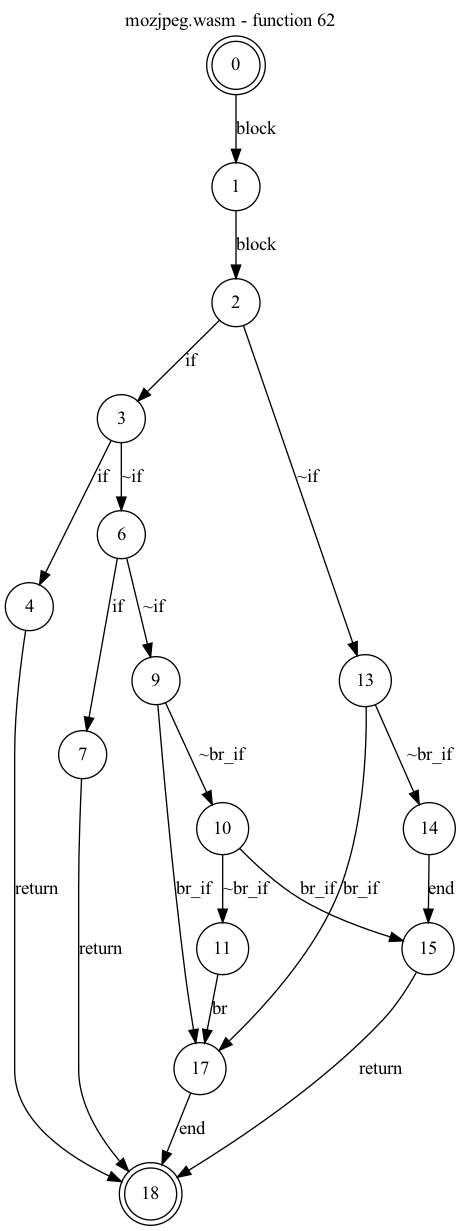 mozjpeg.wasm - function 62
0
block
1
block
2
if
3
~if
if
~if
6
4
if
~if
9
13
7
~br_if
~br_if
10
14
return
br_if
~br_if
br_if
br_if
end
return
11
15
br
17
return
end
18